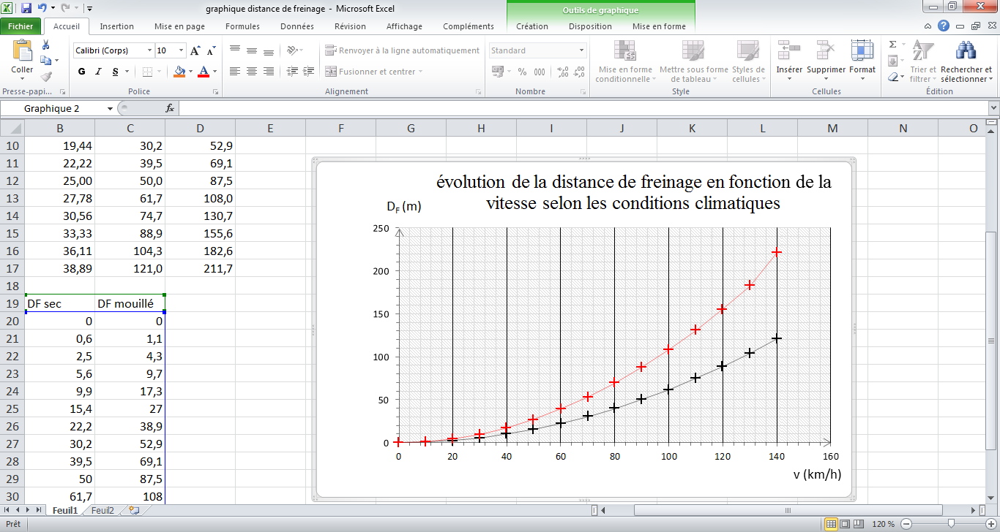 graphique distance de freinage - Microsoft Excel
Outils de graphique
Fichier Accueil Insertion Mise en page Formules Données Révision Affichage Compléments Création Disposition Mise en forme
Coller
Presse-papi...
Calibri (Corps) 10 A A
G I S A
Police
Renvoyer à la ligne automatiquement
Fusionner et centrer
Alignement
Standard
% 000
Nombre
Mise en forme conditionnelle
Mettre sous forme de tableau
Styles de cellules
Style
Insérer Supprimer Format
Cellules
Trier et filtrer
Rechercher et sélectionner
Édition
Graphique 2 fx
B C D E F G H I J K L M N O
10 19,44 30,2 52,9
11 22,22 39,5 69,1
12 25,00 50,0 87,5
13 27,78 61,7 108,0
14 30,56 74,7 130,7
15 33,33 88,9 155,6
16 36,11 104,3 182,6
17 38,89 121,0 211,7
18
19 DF sec DF mouillé
20 0 0
21 0,6 1,1
22 2,5 4,3
23 5,6 9,7
24 9,9 17,3
25 15,4 27
26 22,2 38,9
27 30,2 52,9
28 39,5 69,1
29 50 87,5
30 61,7 108
évolution de la distance de freinage en fonction de la
vitesse selon les conditions climatiques
DF (m)
250
200
150
100
50
0
0 20 40 60 80 100 120 140 160
v (km/h)
Feuil1 Feuil2
Prêt 120 %